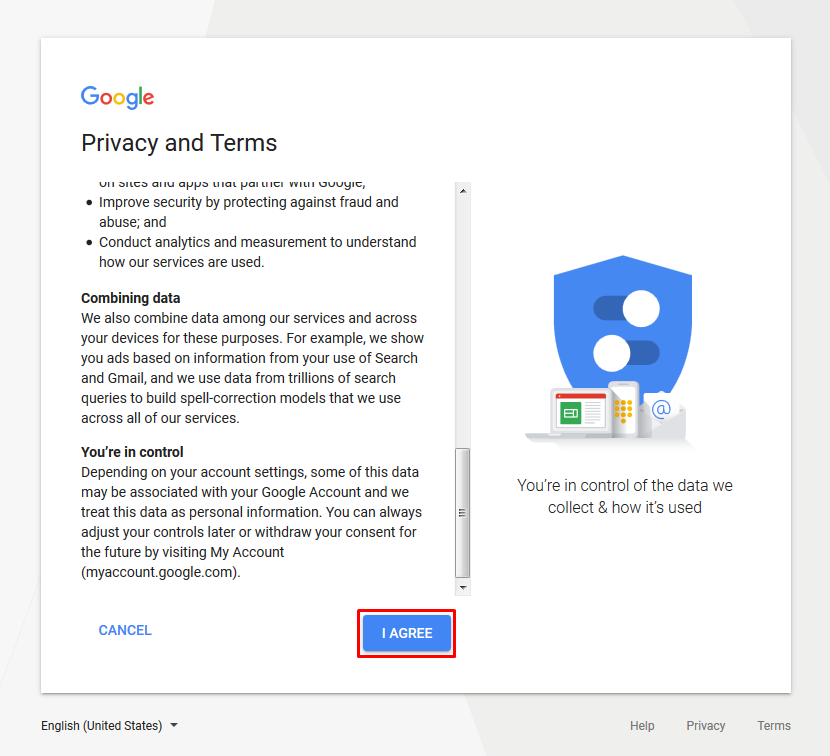 Google
Privacy and Terms
on sites and apps that partner with Google;
• Improve security by protecting against fraud and
abuse; and
• Conduct analytics and measurement to understand
how our services are used.
Combining data
We also combine data among our services and across
your devices for these purposes. For example, we show
you ads based on information from your use of Search
and Gmail, and we use data from trillions of search
queries to build spell-correction models that we use
across all of our services.
You’re in control
Depending on your account settings, some of this data
may be associated with your Google Account and we
treat this data as personal information. You can always
adjust your controls later or withdraw your consent for
the future by visiting My Account
(myaccount.google.com).
CANCEL
I AGREE
@
You’re in control of the data we
collect & how it’s used
English (United States)
Help Privacy Terms